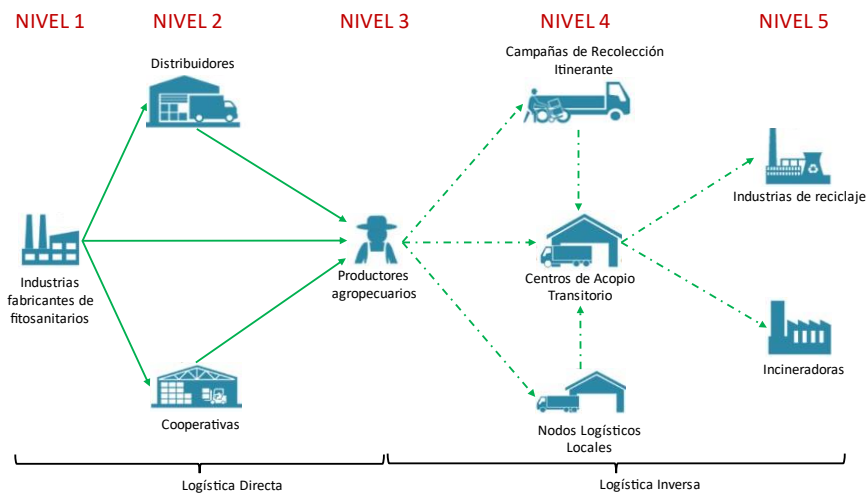 NIVEL 1
NIVEL 2
NIVEL 3
NIVEL 4
NIVEL 5
Distribuidores
Campañas de Recolección
Itinerante
Industrias de reciclaje
Industrias
fabricantes de
fitosanitarios
Productores
agropecuarios
Centros de Acopio
Transitorio
Incineradoras
Cooperativas
Nodos Logísticos
Locales
Logística Directa
Logística Inversa